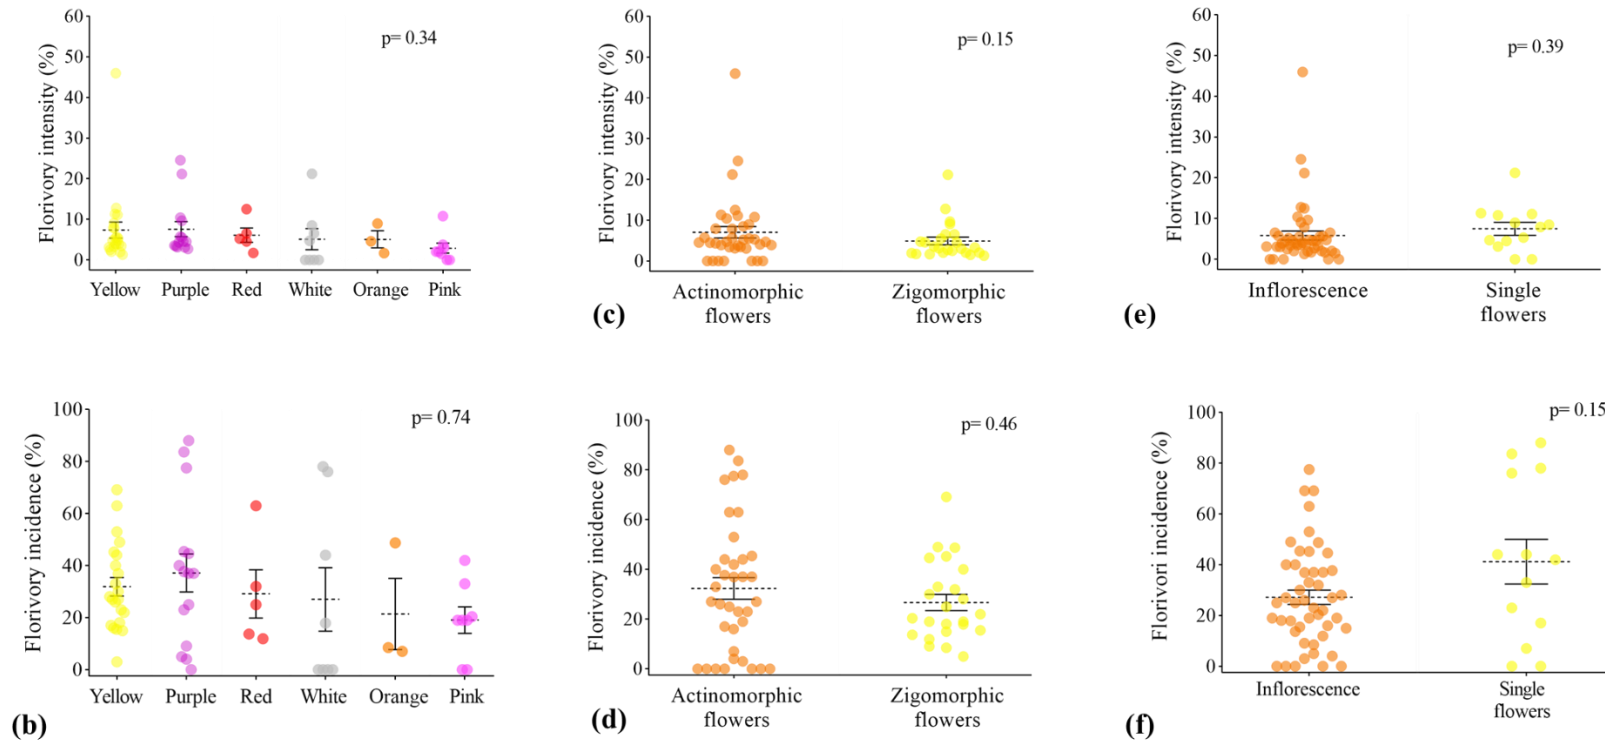 60
50
40
30
20
10
0
Florivory intensity (%)
p= 0.34
Yellow Purple Red White Orange Pink
60
50
40
30
20
10
0
Florivory intensity (%)
p= 0.15
Actinomorphic flowers
Zigomorphic flowers
(c)
60
50
40
30
20
10
0
Florivory intensity (%)
p= 0.39
Inflorescence
Single flowers
(e)
100
80
60
40
20
0
Florivory incidence (%)
p= 0.74
Yellow Purple Red White Orange Pink
(b)
100
80
60
40
20
0
Florivory incidence (%)
p= 0.46
Actinomorphic flowers
Zigomorphic flowers
(d)
100
80
60
40
20
0
Florivori incidence (%)
p= 0.15
Inflorescence
Single flowers
(f)